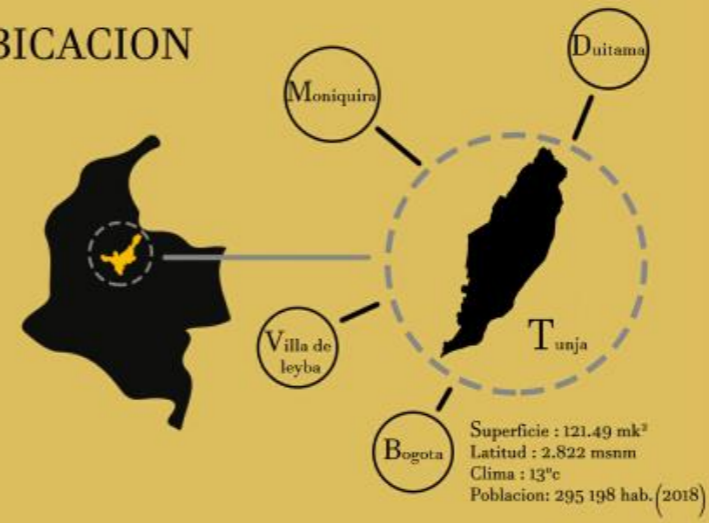 BICACION
Duitama
Moniquira
Villa de
leyba
Tunja
Bogota
Superficie : 121.49 mk²
Latitud : 2.822 msnm
Clima : 13°c
Poblacion: 295 198 hab.(2018)